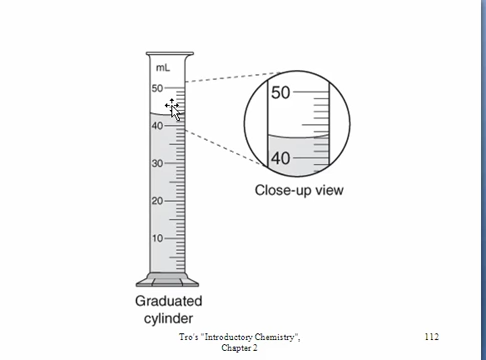 mL
50
40
30
20
10
50
40
Close-up view
Graduated
cylinder
Tro's "Introductory Chemistry",
Chapter 2
112